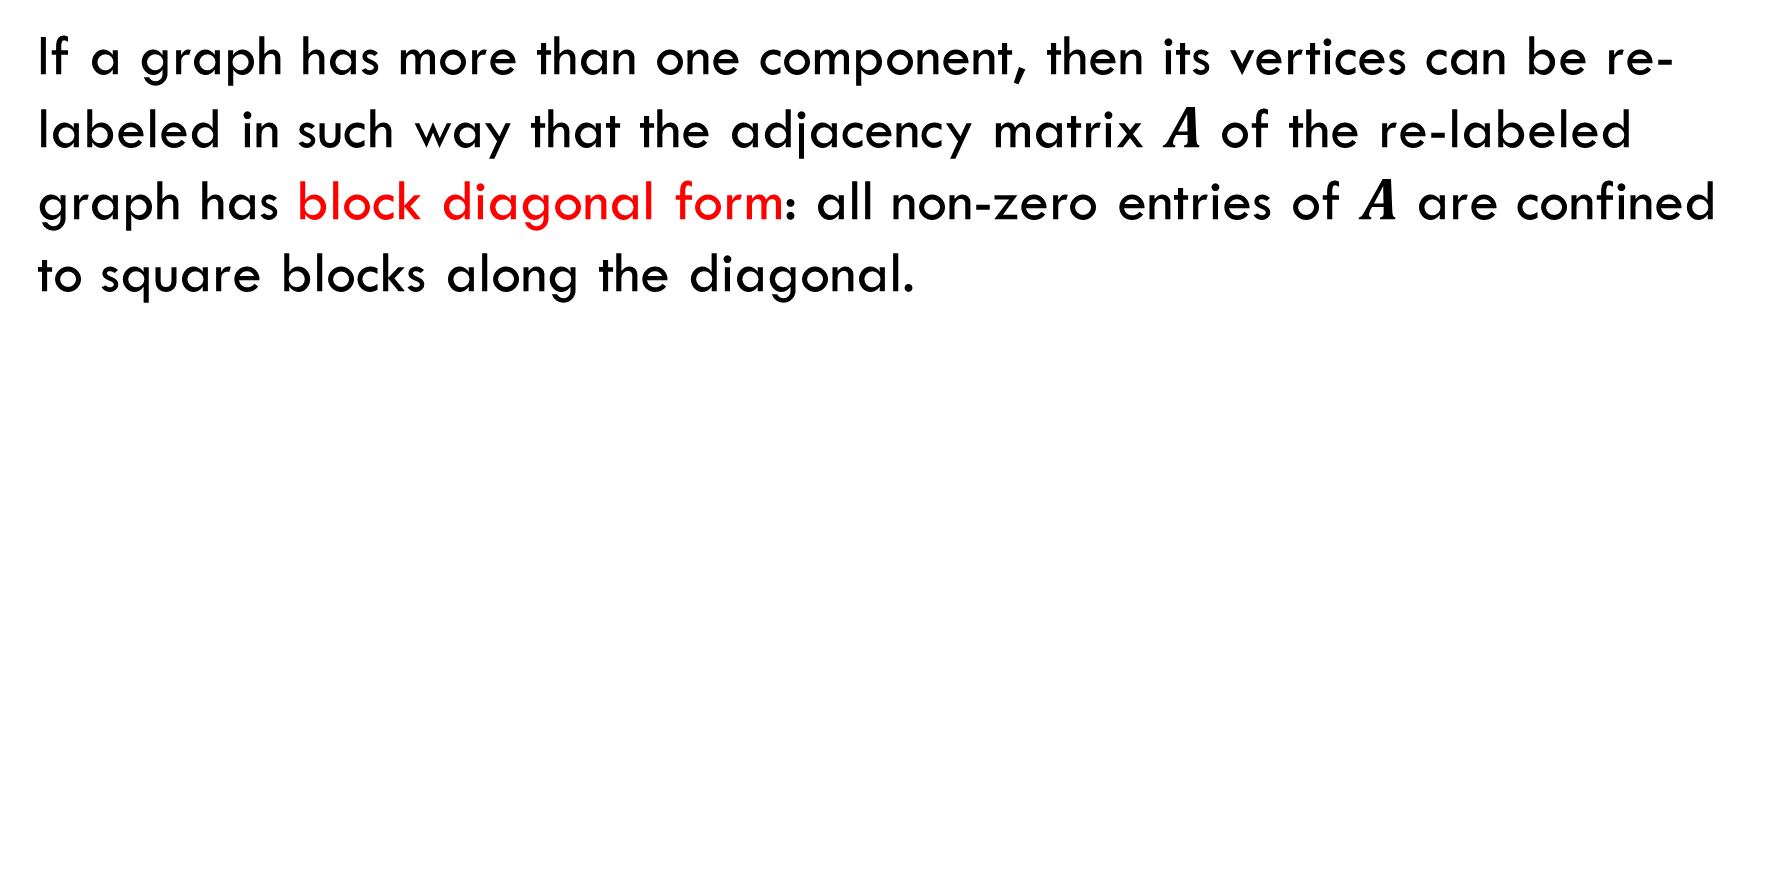 If a graph has more than one component, then its vertices can be re-
labeled in such way that the adjacency matrix A of the re-labeled
graph has block diagonal form: all non-zero entries of A are confined
to square blocks along the diagonal.